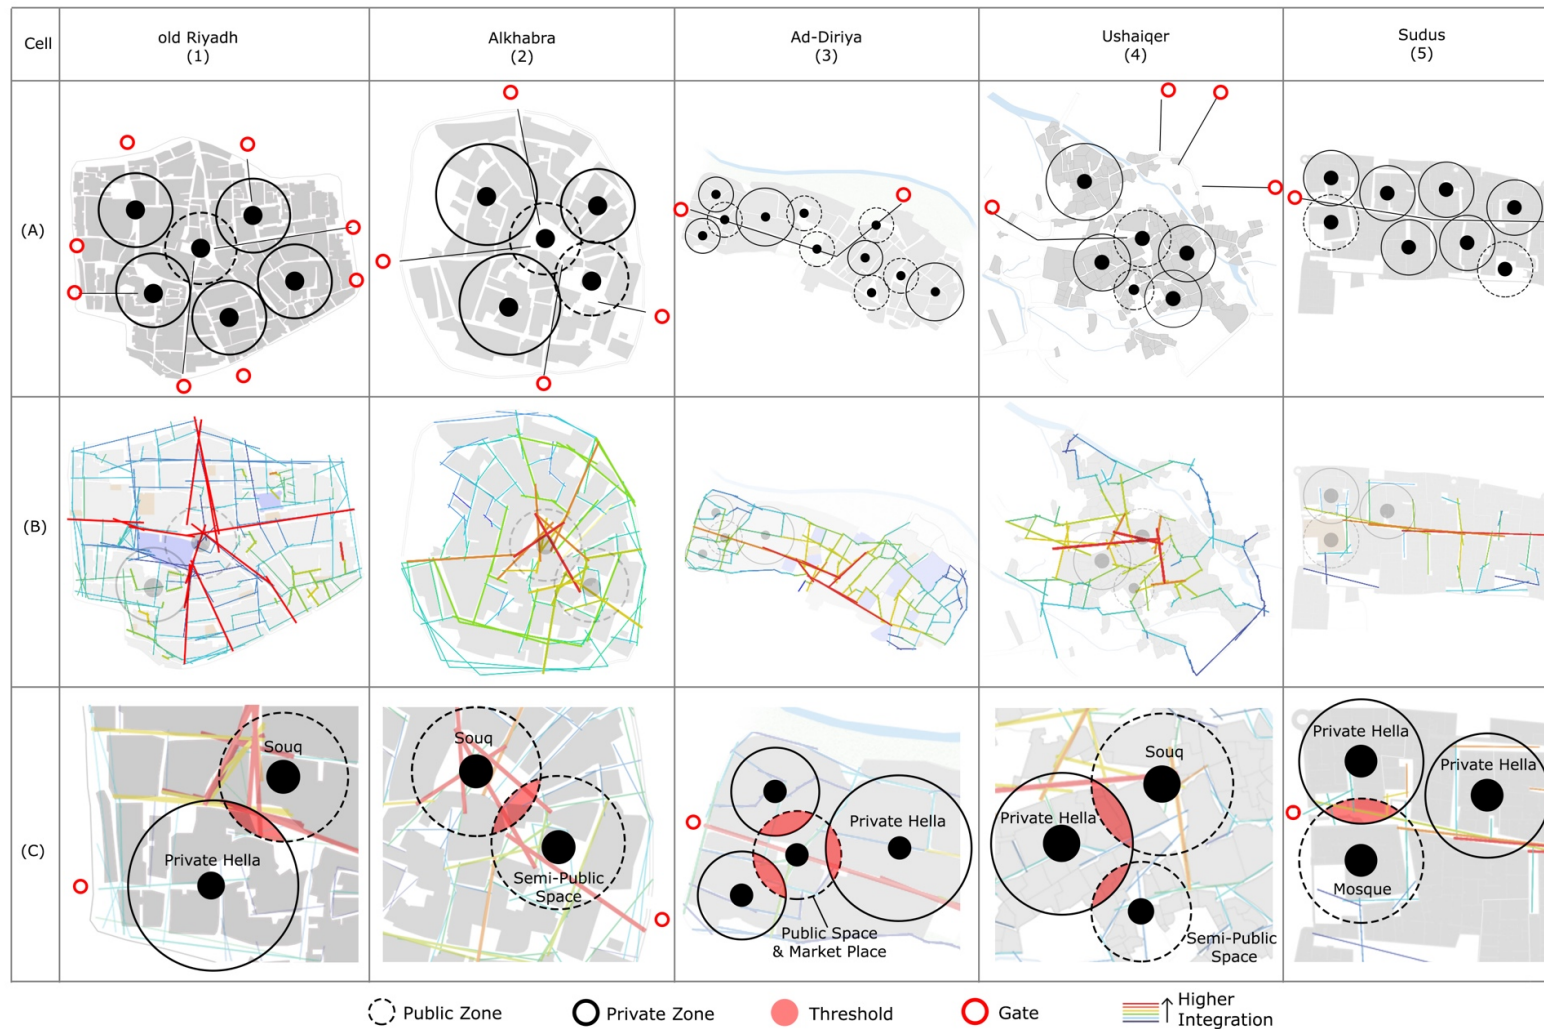 Cell
old Riyadh
(1)
Alkhabra
(2)
Ad-Diriya
(3)
Ushaiqer
(4)
Sudus
(5)
(A)
(B)
(C)
Souq
Private Hella
Souq
Semi-Public
Space
Private Hella
Public Space
& Market Place
Souq
Private Hella
Semi-Public
Space
Private Hella
Private Hella
Mosque
Public Zone
Private Zone
Threshold
Gate
Higher
Integration